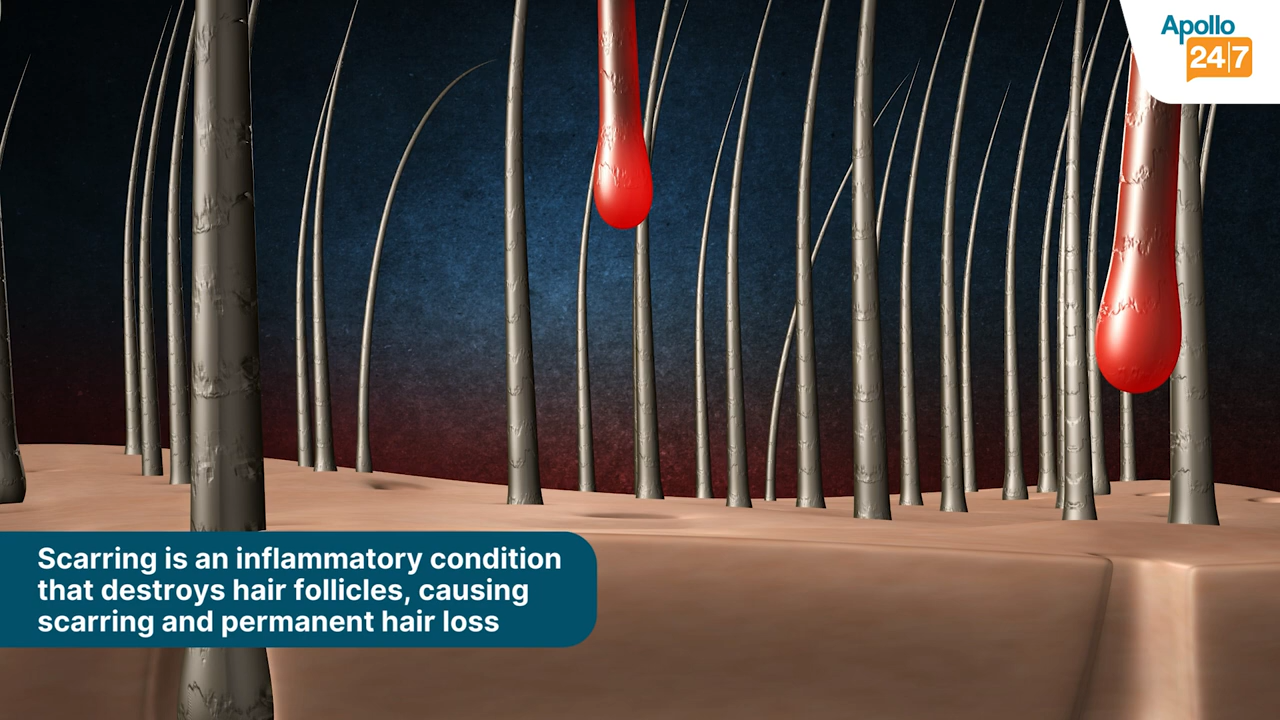 Apollo
24|7
Scarring is an inflammatory condition
that destroys hair follicles, causing
scarring and permanent hair loss